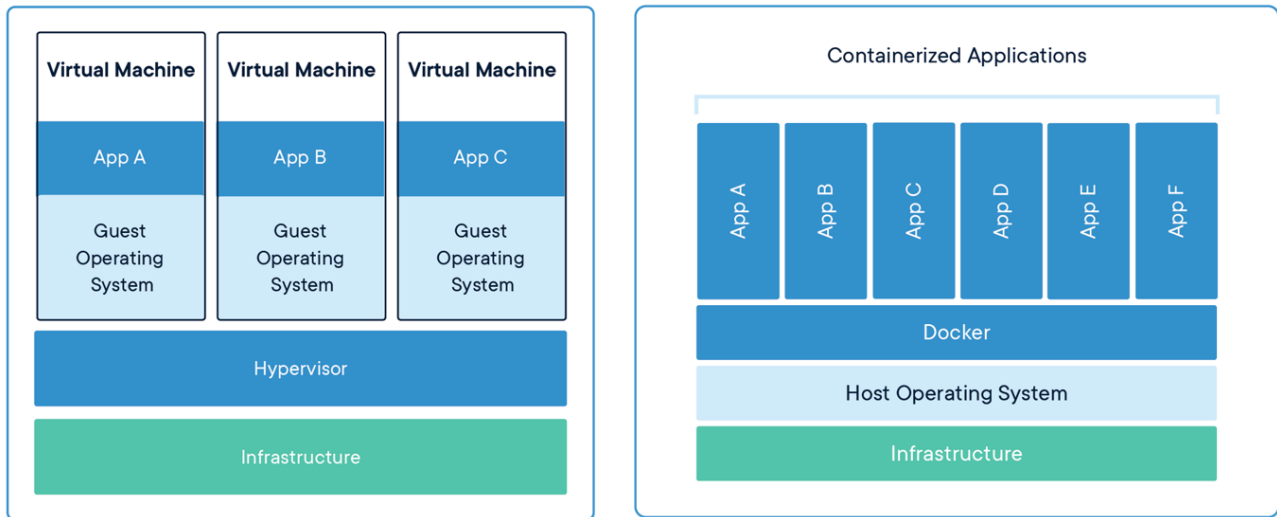 Virtual Machine
Virtual Machine
Virtual Machine
App A
App B
App C
Guest
Operating
System
Guest
Operating
System
Guest
Operating
System
Hypervisor
Infrastructure
Containerized Applications
App A
App B
App C
App D
App E
App F
Docker
Host Operating System
Infrastructure